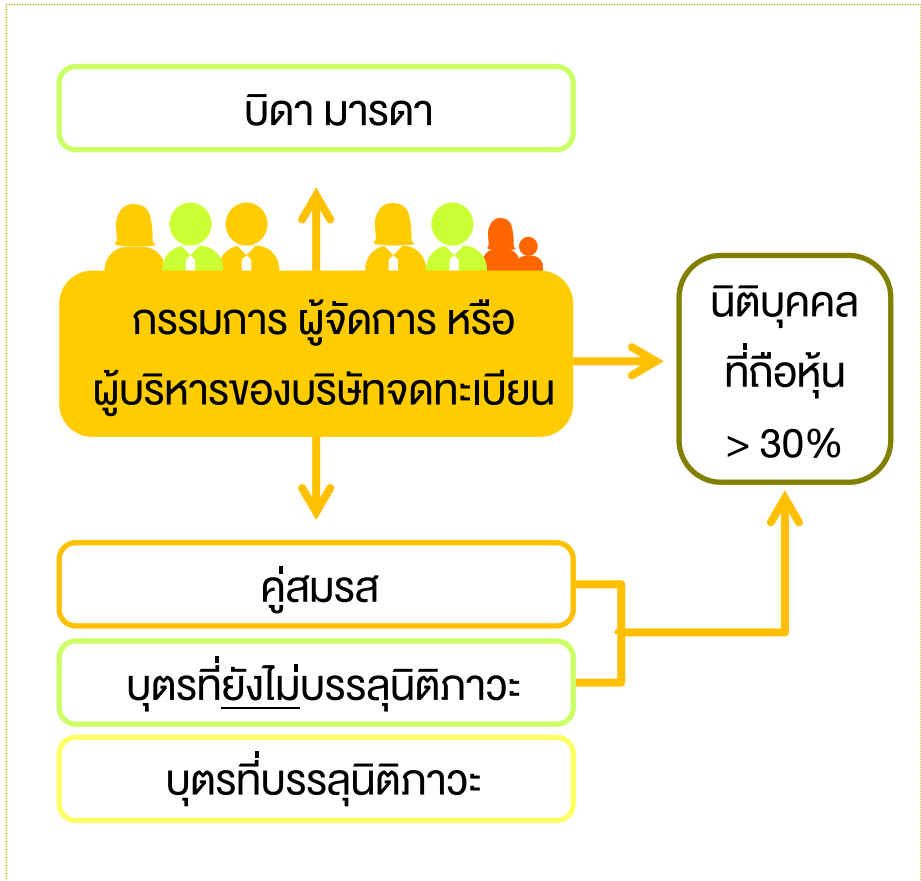 บิดา มารดา
กรรมการ ผู้จัดการ หรือ
ผู้บริหารของบริษัทจดทะเบียน
นิติบุคคล
ที่ถือหุ้น
> 30%
คู่สมรส
บุตรที่ยังไม่บรรลุนิติภาวะ
บุตรที่บรรลุนิติภาวะ